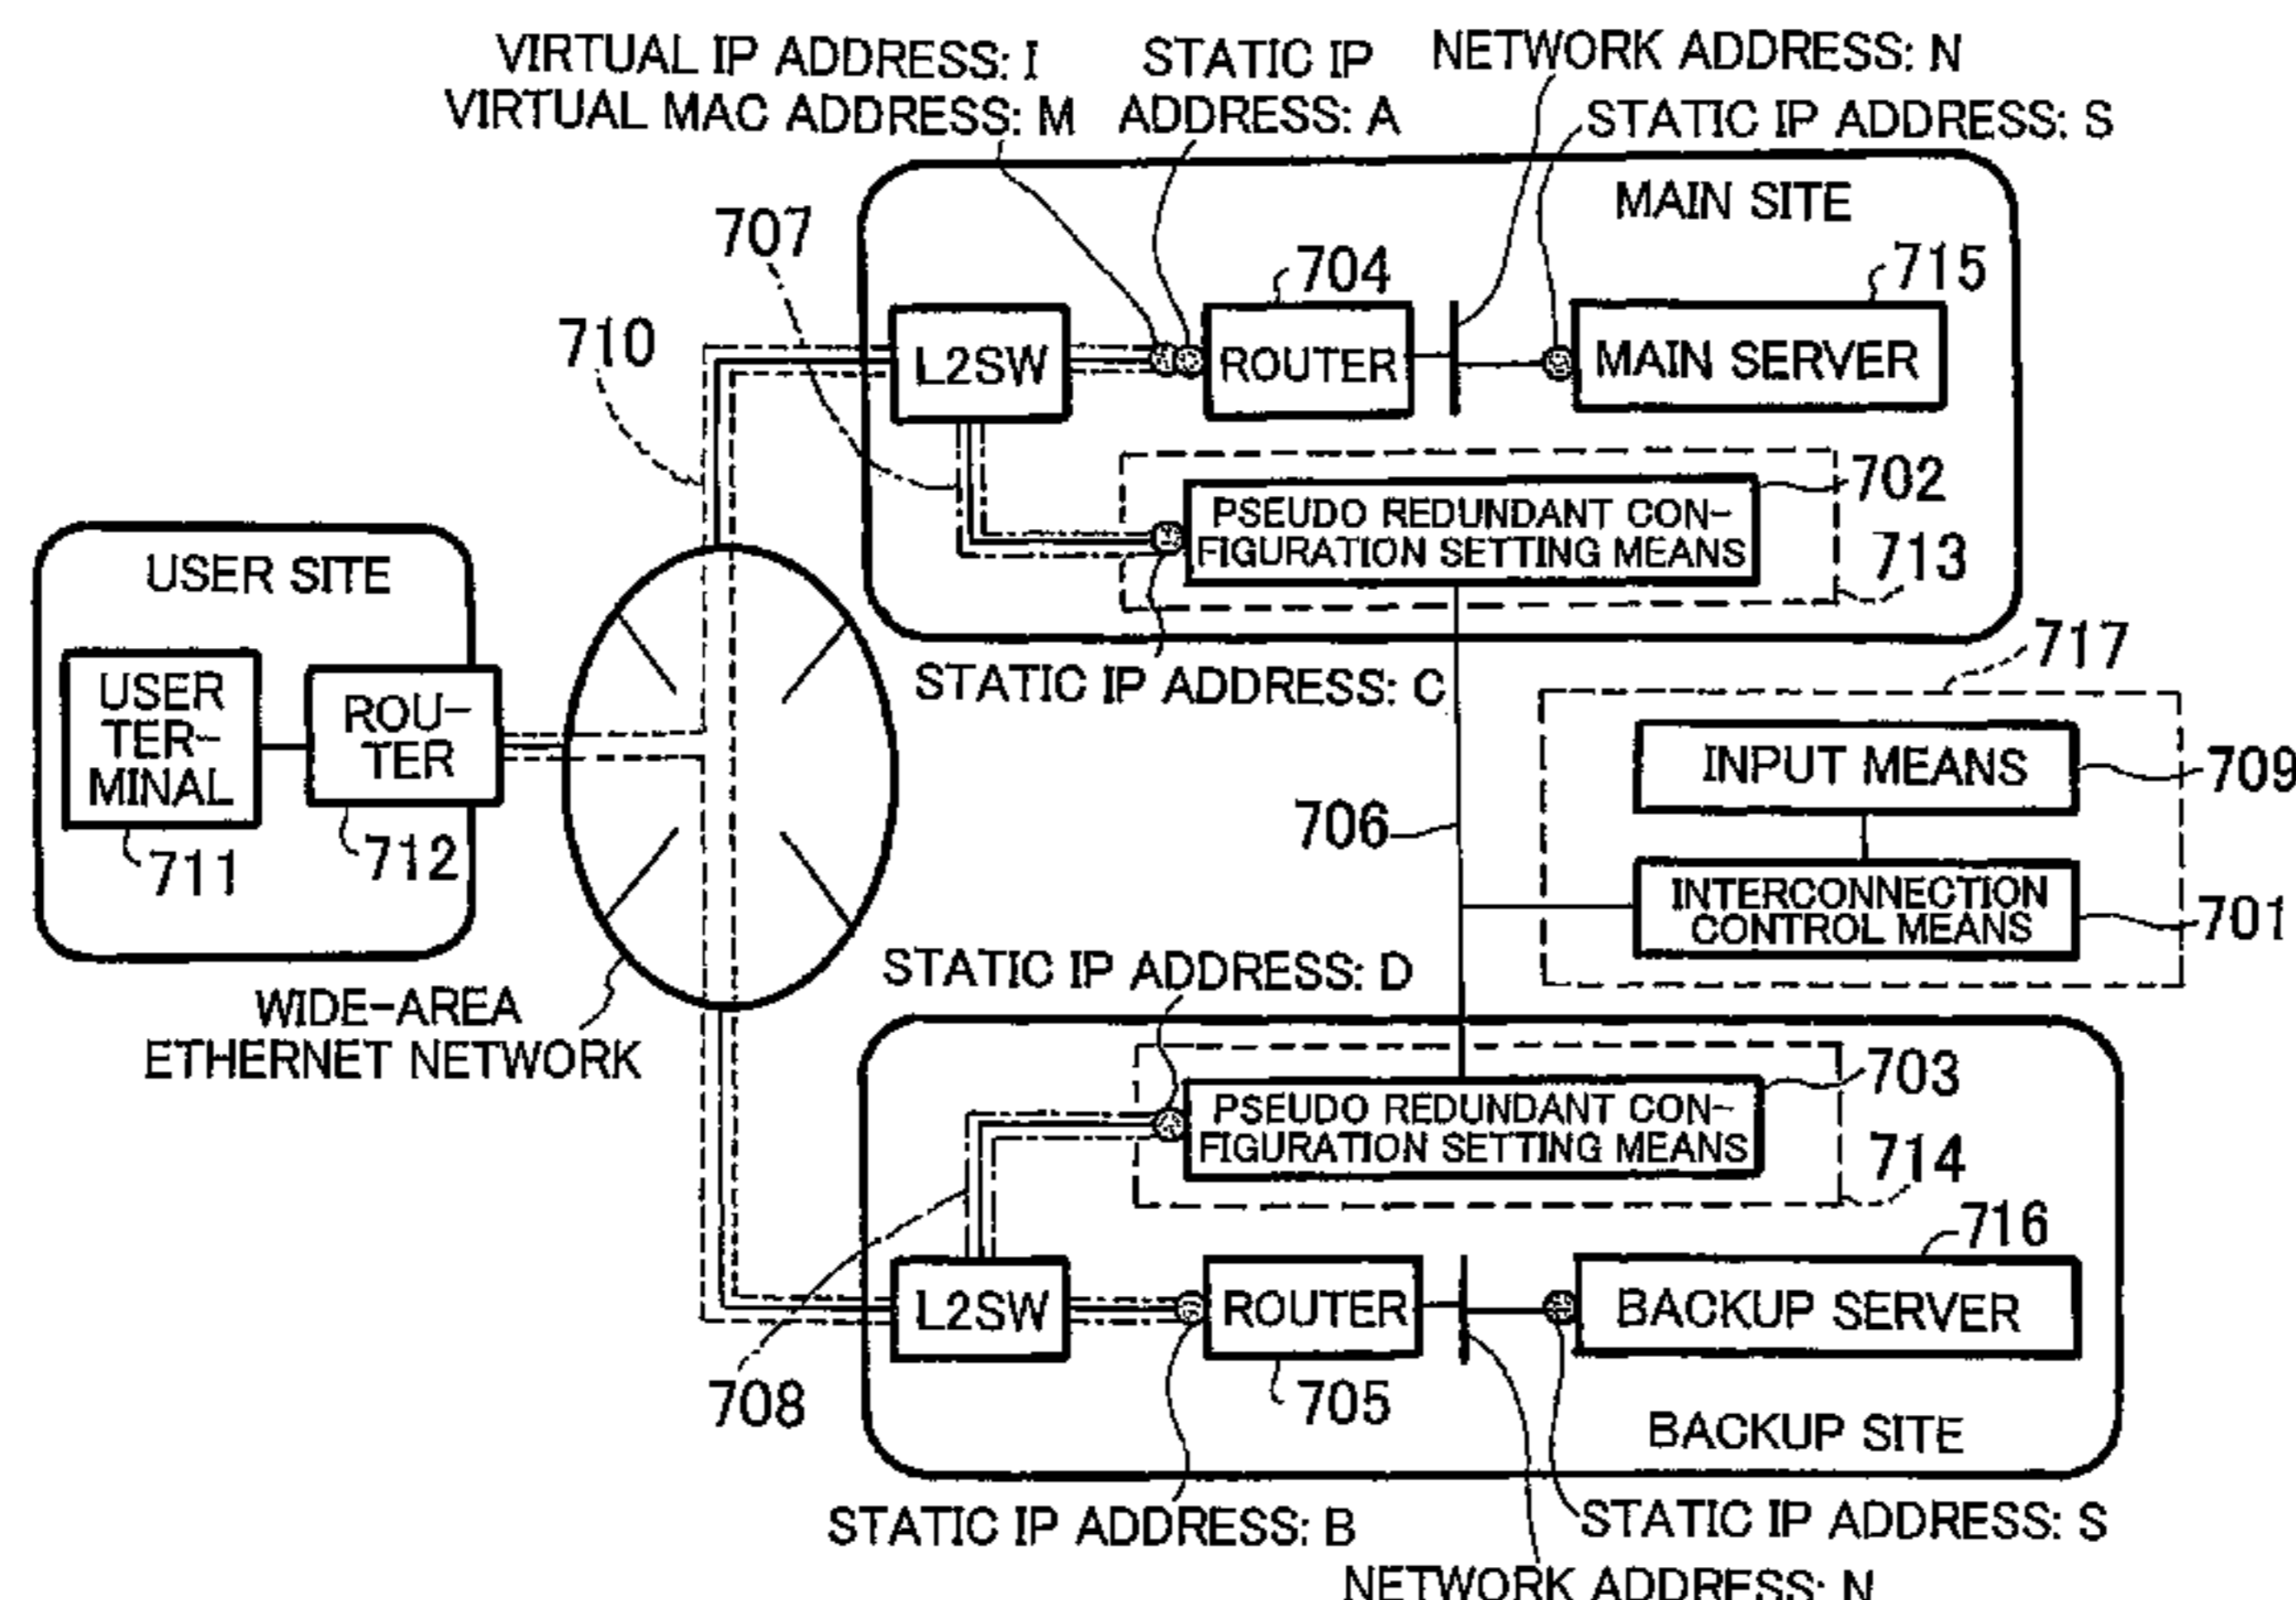 VIRTUAL IP ADDRESS: I
VIRTUAL MAC ADDRESS: M
STATIC IP
ADDRESS: A
NETWORK ADDRESS: N
STATIC IP ADDRESS: S
MAIN SITE
707
704
715
710
L2SW
ROUTER
MAIN SERVER
702
PSEUDO REDUNDANT CON-
FIGURATION SETTING MEANS
713
USER SITE
STATIC IP ADDRESS: C
717
USER
TER-
MINAL
ROU-
TER
INPUT MEANS
709
706
711
712
INTERCONNECTION
CONTROL MEANS
701
STATIC IP ADDRESS: D
WIDE-AREA
ETHERNET NETWORK
703
PSEUDO REDUNDANT CON-
FIGURATION SETTING MEANS
714
716
L2SW
ROUTER
BACKUP SERVER
708
705
BACKUP SITE
STATIC IP ADDRESS: B
STATIC IP ADDRESS: S
NETWORK ADDRESS: N